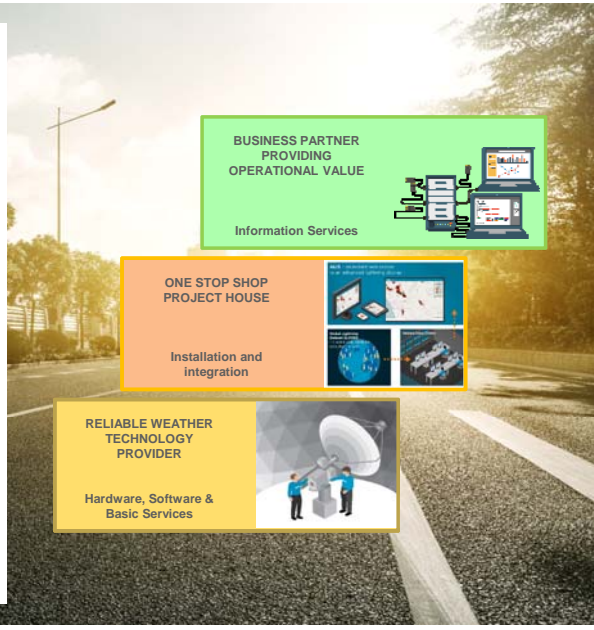 BUSINESS PARTNER
PROVIDING
OPERATIONAL VALUE
Information Services
ONE STOP SHOP
PROJECT HOUSE
Installation and
integration
RELIABLE WEATHER
TECHNOLOGY
PROVIDER
Hardware, Software &
Basic Services